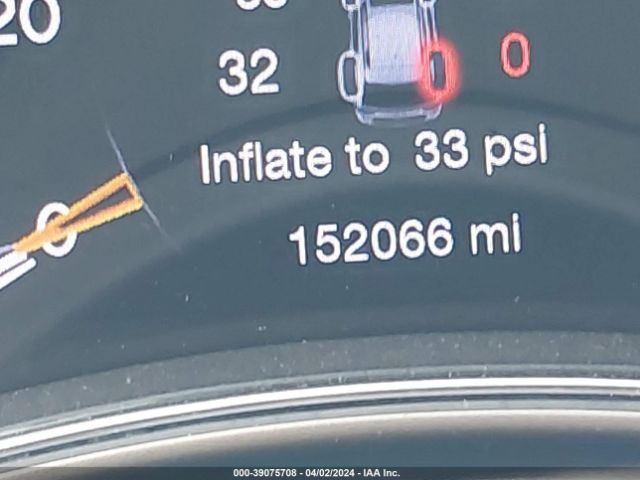 20
32 0
Inflate to 33 psi
0
152066 mi
000-39075708 - 04/02/2024 - IAA Inc.